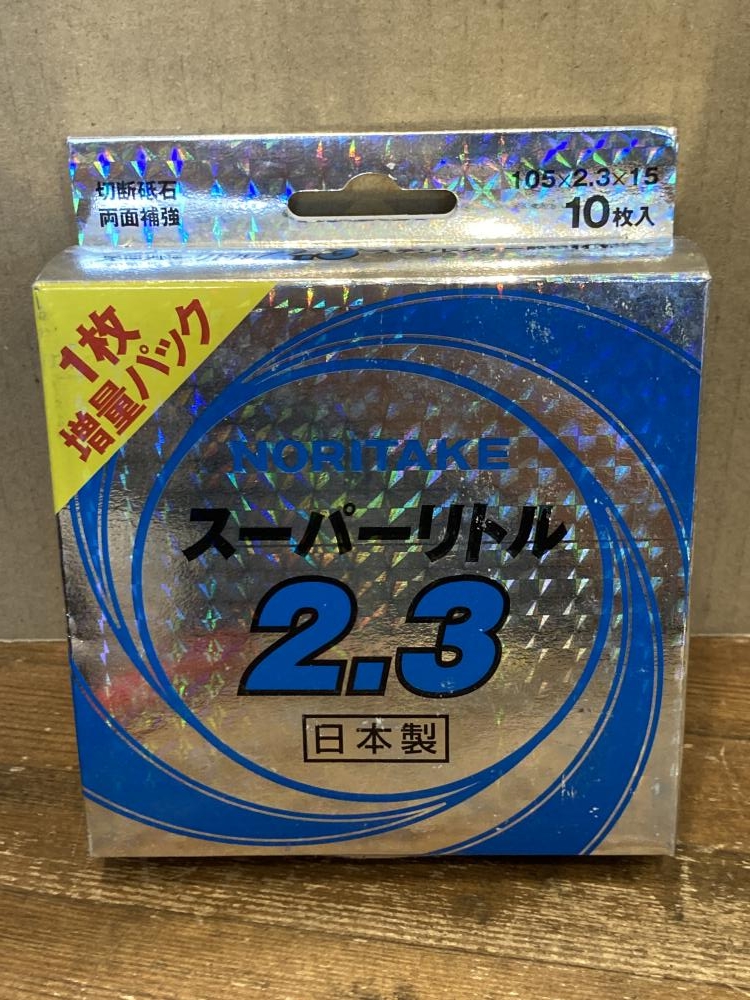 切断砥石
両面補強
105×2.3×15
10枚入
1枚
増量パック
NORITAKE
スーパーリトル
2.3
日本製